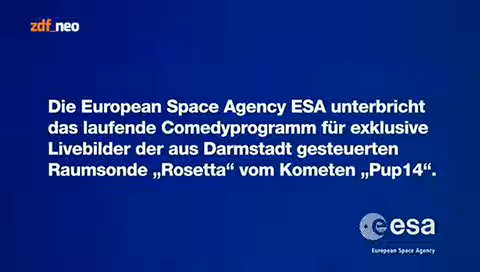 zdf_neo
Die European Space Agency ESA unterbricht
das laufende Comedyprogramm für exklusive
Livebilder der aus Darmstadt gesteuerten
Raumsonde „Rosetta“ vom Kometen „Pup14“.
esa
European Space Agency